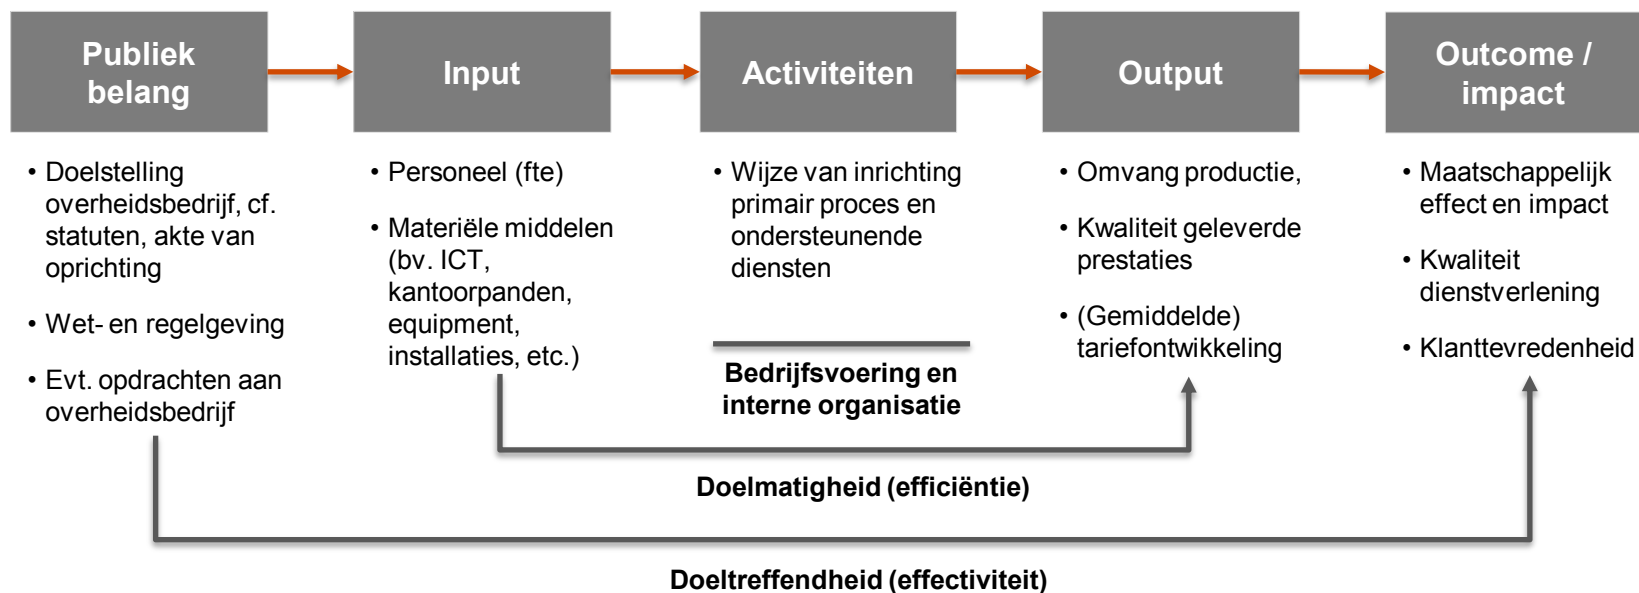 Publiek
belang
Input
Activiteiten
Output
Outcome /
impact
• Doelstelling
overheidsbedrijf, cf.
statuten, akte van
oprichting
• Wet- en regelgeving
• Evt. opdrachten aan
overheidsbedrijf
• Personeel (fte)
• Materiële middelen
(bv. ICT,
kantoorpanden,
equipment,
installaties, etc.)
• Wijze van inrichting
primair proces en
ondersteunende
diensten
Bedrijfsvoering en
interne organisatie
• Omvang productie,
• Kwaliteit geleverde
prestaties
• (Gemiddelde)
tariefontwikkeling
• Maatschappelijk
effect en impact
• Kwaliteit
dienstverlening
• Klanttevredenheid
Doelmatigheid (efficiëntie)
Doeltreffendheid (effectiviteit)